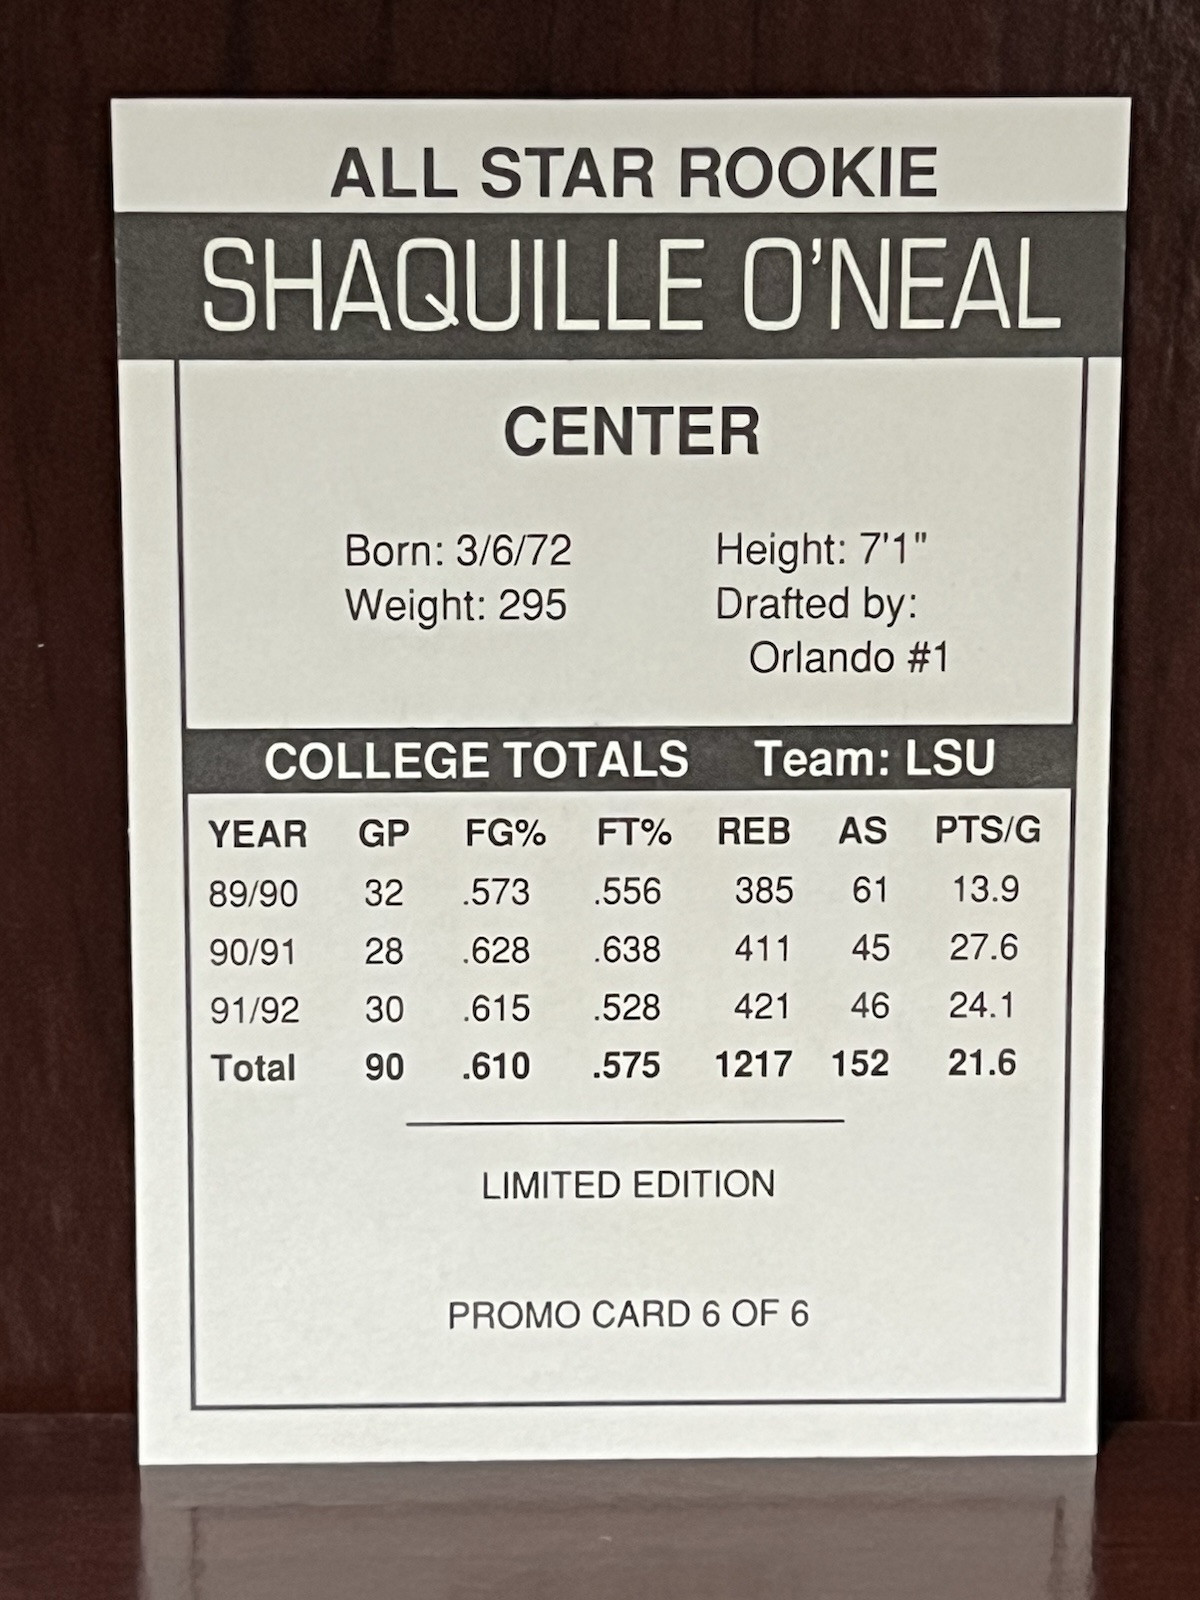 ALL STAR ROOKIE
SHAQUILLE O'NEAL
CENTER
Born: 3/6/72 Height: 7'1"
Weight: 295 Drafted by:
Orlando #1
COLLEGE TOTALS Team: LSU
YEAR GP FG% FT% REB AS PTS/G
89/90 32 .573 .556 385 61 13.9
90/91 28 .628 .638 411 45 27.6
91/92 30 .615 .528 421 46 24.1
Total 90 .610 .575 1217 152 21.6
LIMITED EDITION
PROMO CARD 6 OF 6